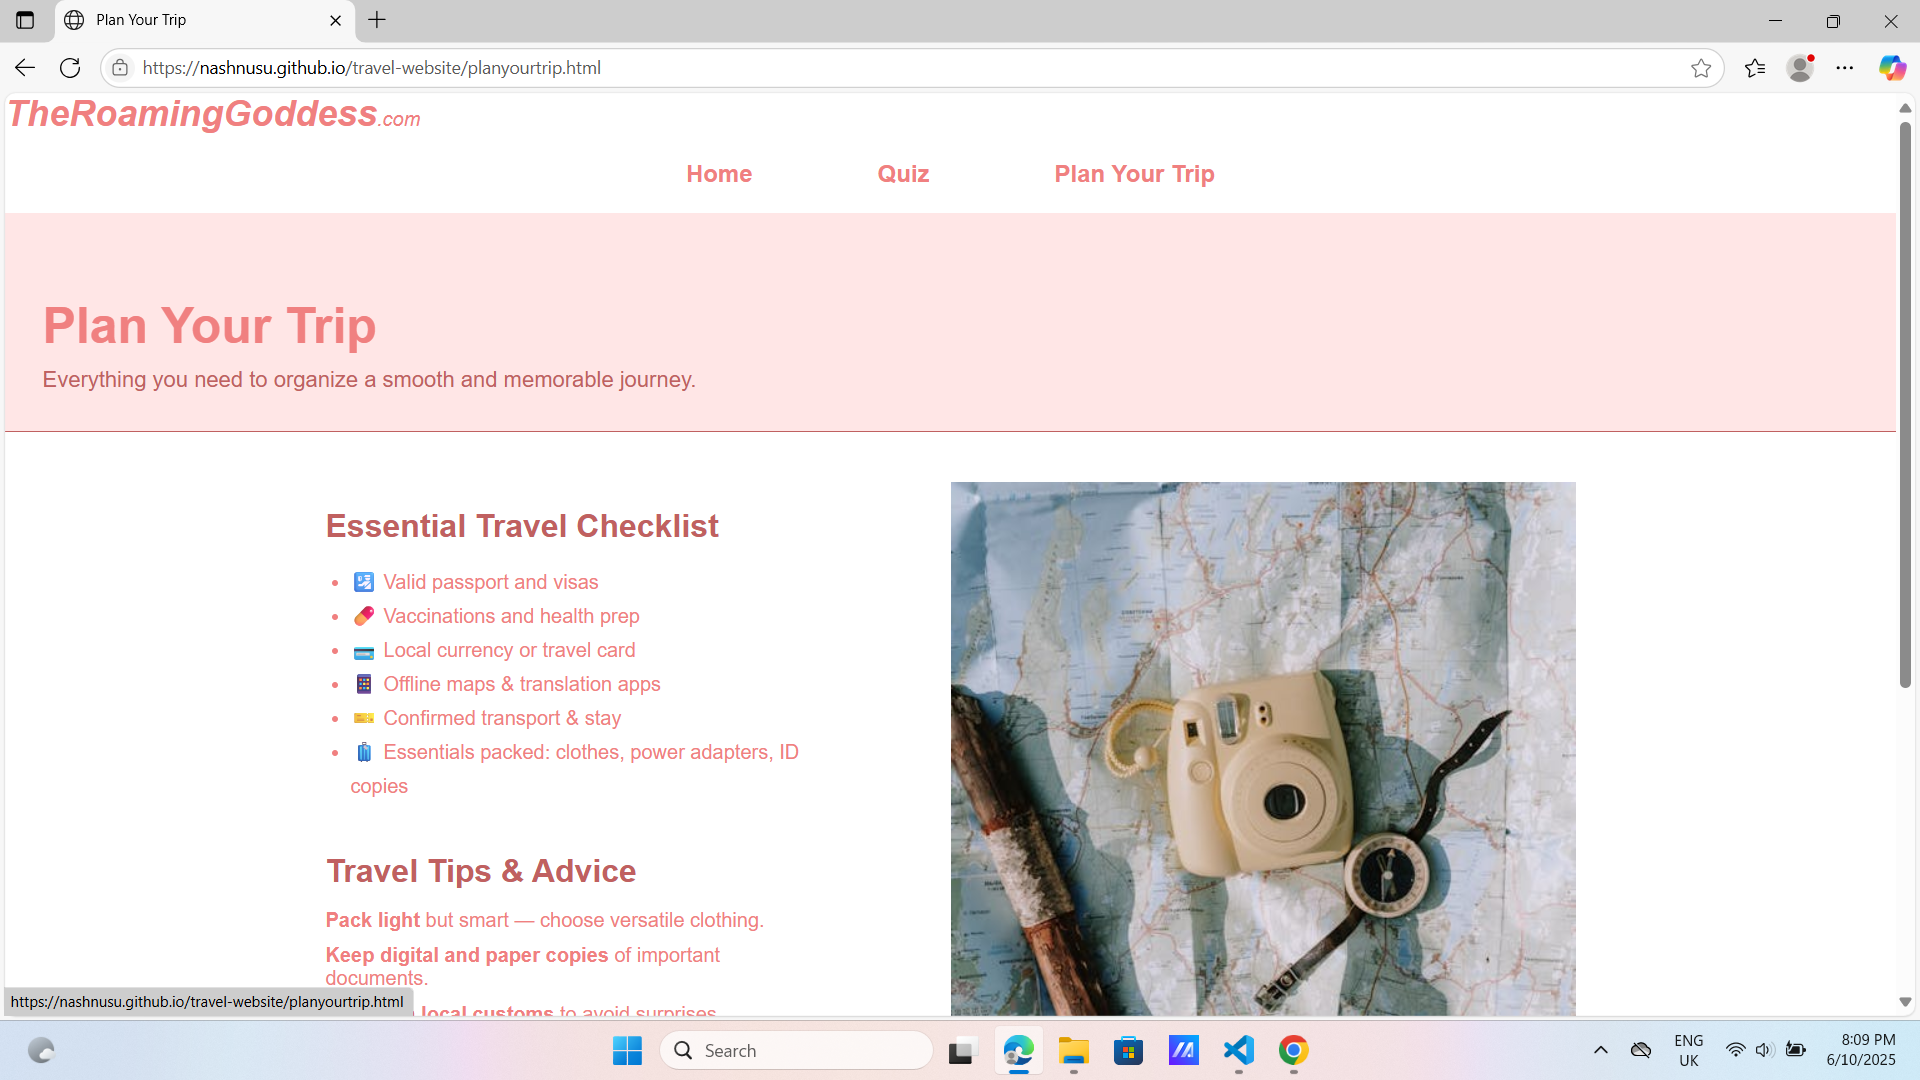 Plan Your Trip
https://nashnusu.github.io/travel-website/planyourtrip.html
TheRoamingGoddess.com
Home Quiz Plan Your Trip
Plan Your Trip
Everything you need to organize a smooth and memorable journey.
Essential Travel Checklist
Valid passport and visas
Vaccinations and health prep
Local currency or travel card
Offline maps & translation apps
Confirmed transport & stay
Essentials packed: clothes, power adapters, ID
copies
Travel Tips & Advice
Pack light but smart — choose versatile clothing.
Keep digital and paper copies of important
documents.
local customs to avoid surprises
https://nashnusu.github.io/travel-website/planyourtrip.html
Search
ENG
UK
8:09 PM
6/10/2025